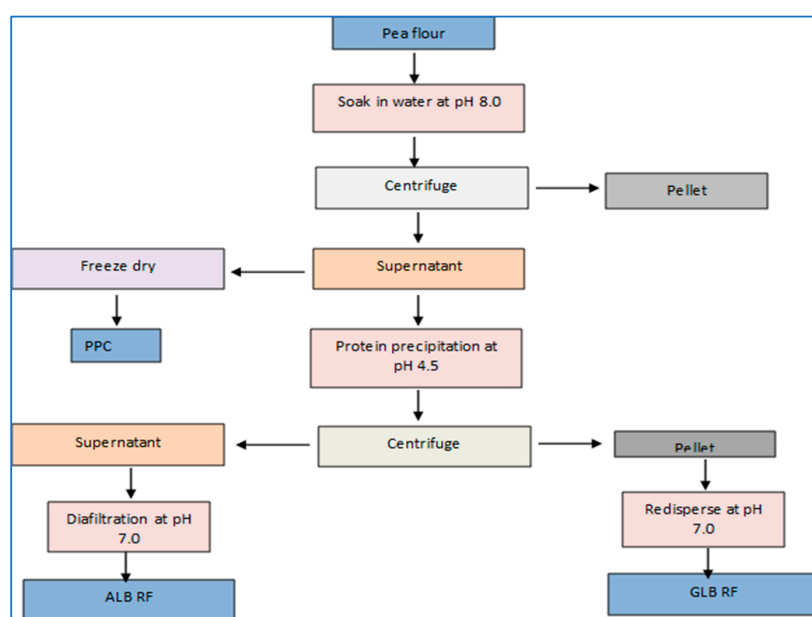 Pea flour
Soak in water at pH 8.0
Centrifuge
Pellet
Freeze dry
Supernatant
PPC
Protein precipitation at
pH 4.5
Supernatant
Centrifuge
Pellet
Diafiltration at pH
7.0
Redisperse at pH
7.0
ALB RF
GLB RF